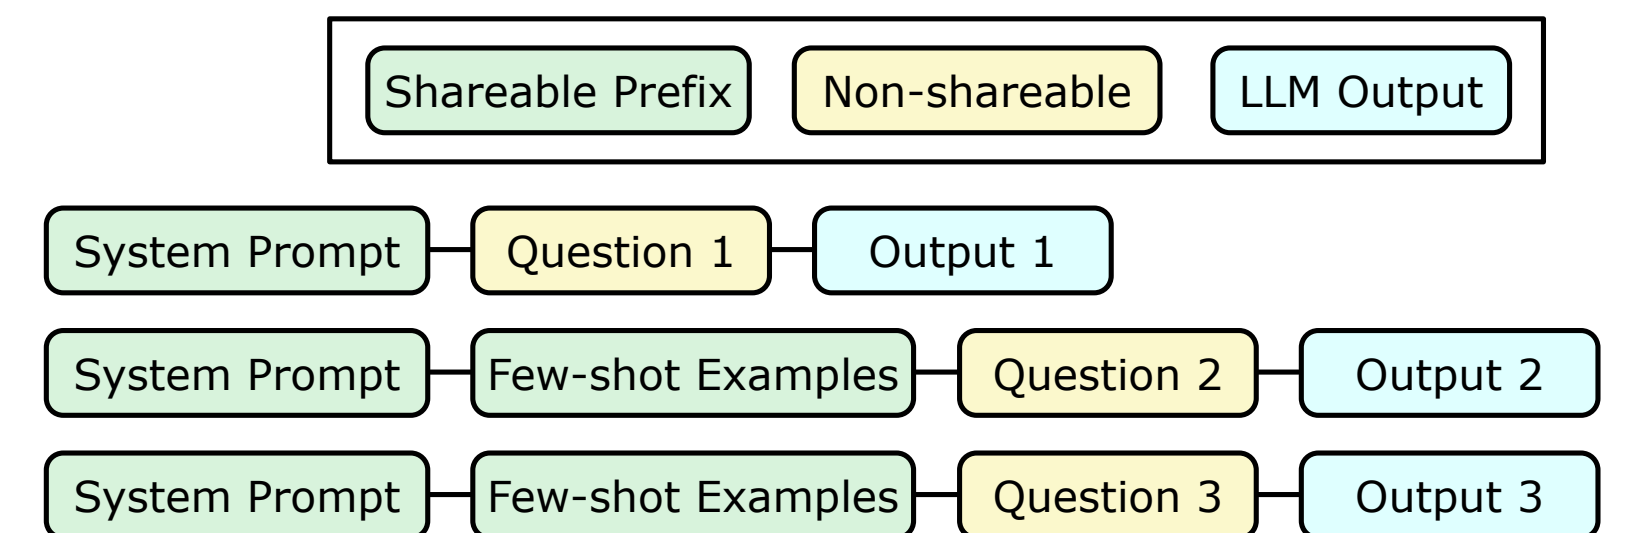 Shareable Prefix Non-shareable LLM Output
System Prompt Question 1 Output 1
System Prompt Few-shot Examples Question 2 Output 2
System Prompt Few-shot Examples Question 3 Output 3